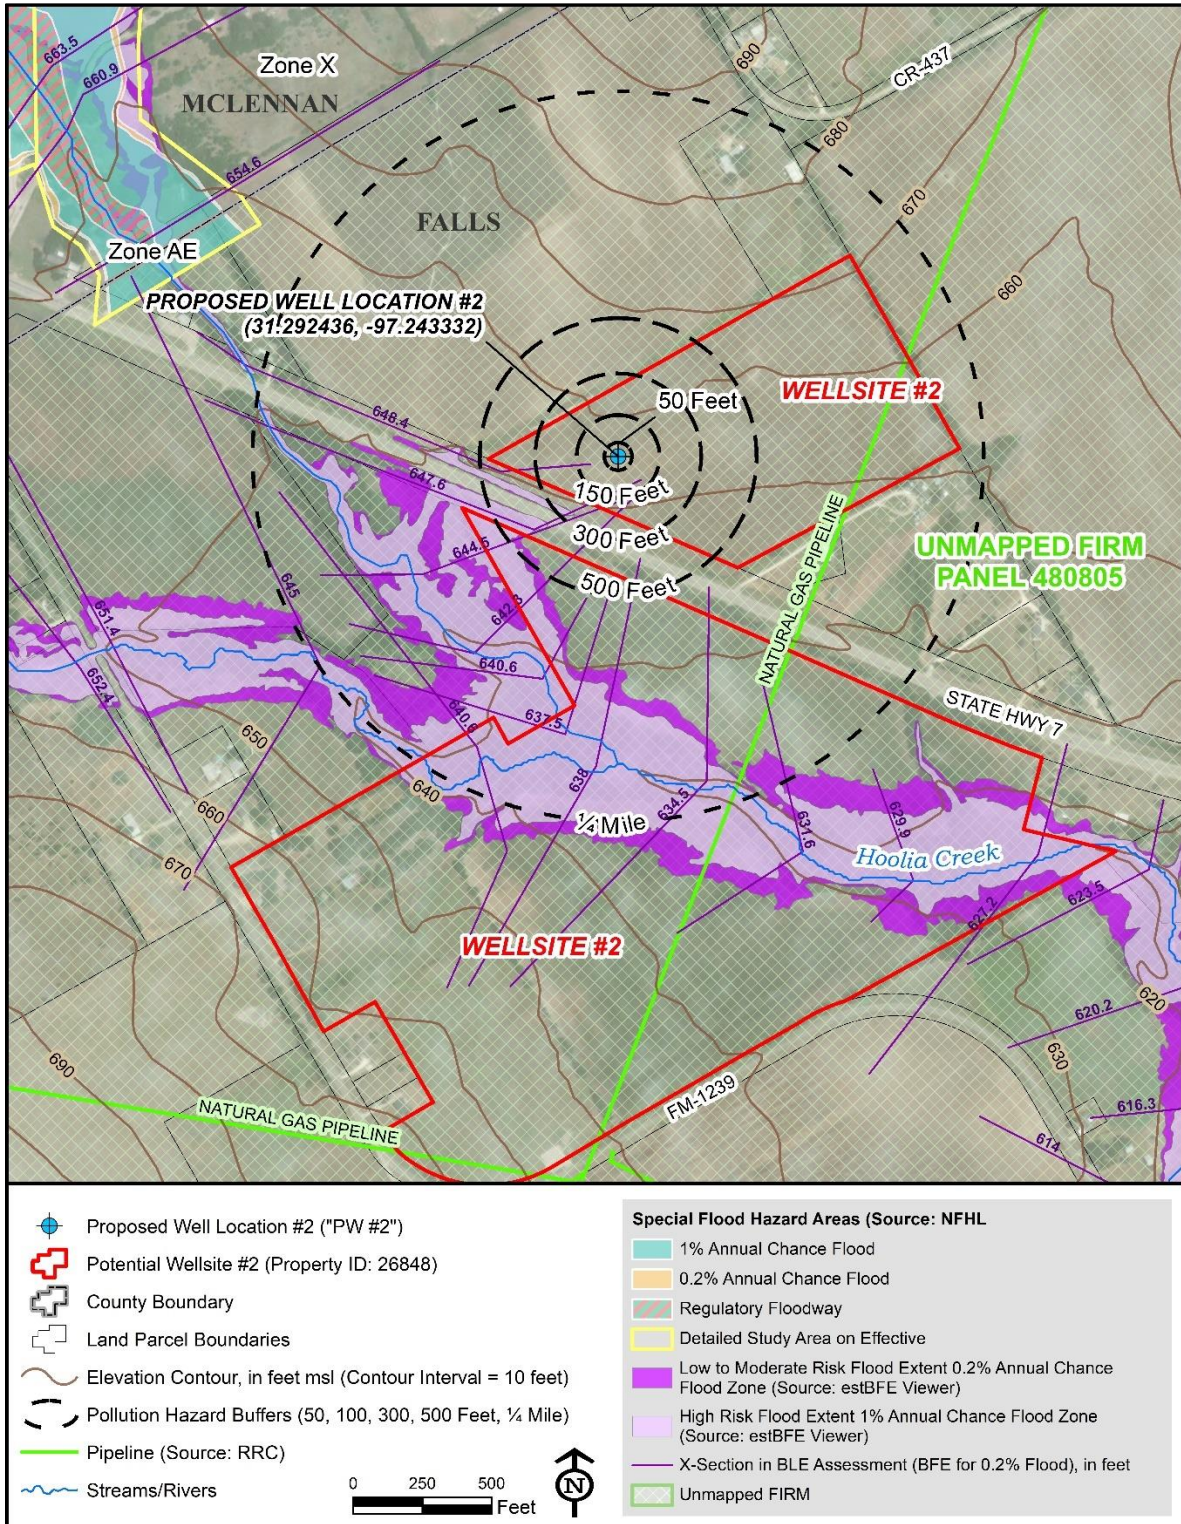 663.5
660.9
Zone X
MCLENNAN
654.6
Zone AE
FALLS
690
CR-437
680
670
660
PROPOSED WELL LOCATION #2
(31.292436, -97.243332)
50 Feet
WELLSITE #2
648.4
647.6
150 Feet
300 Feet
500 Feet
644.5
642.3
645
651.4
652.4
640.6
640.6
637.5
638
634.5
631.6
629.9
627.2
623.5
620.2
616.3
614
NATURAL GAS PIPELINE
UNMAPPED FIRM
PANEL 480805
STATE HWY 7
650
640
660
670
690
¼ Mile
Hoolia Creek
WELLSITE #2
620
630
FM-1239
NATURAL GAS PIPELINE
Proposed Well Location #2 ("PW #2")
Potential Wellsite #2 (Property ID: 26848)
County Boundary
Land Parcel Boundaries
Elevation Contour, in feet msl (Contour Interval = 10 feet)
Pollution Hazard Buffers (50, 100, 300, 500 Feet, ¼ Mile)
Pipeline (Source: RRC)
Streams/Rivers
0 250 500
Feet
N
Special Flood Hazard Areas (Source: NFHL
1% Annual Chance Flood
0.2% Annual Chance Flood
Regulatory Floodway
Detailed Study Area on Effective
Low to Moderate Risk Flood Extent 0.2% Annual Chance
Flood Zone (Source: estBFE Viewer)
High Risk Flood Extent 1% Annual Chance Flood Zone
(Source: estBFE Viewer)
X-Section in BLE Assessment (BFE for 0.2% Flood), in feet
Unmapped FIRM